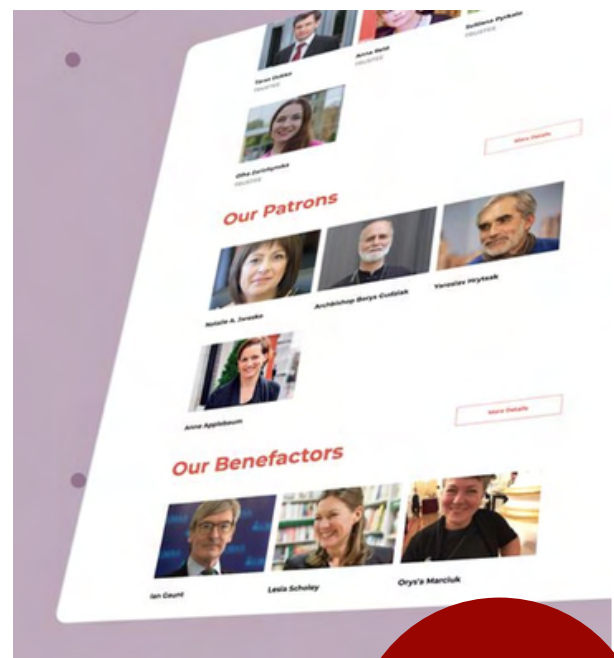 Taras Dobko
TRUSTEE
Anna Reid
TRUSTEE
Svitlana Pyrkalo
TRUSTEE
Olha Zarichynska
TRUSTEE
More Details
Our Patrons
Natalie A. Jaresko
Archbishop Borys Gudziak
Yaroslav Hrytsak
Anne Applebaum
More Details
Our Benefactors
Ian Gaunt
Lesia Scholey
Orys'a Marciuk